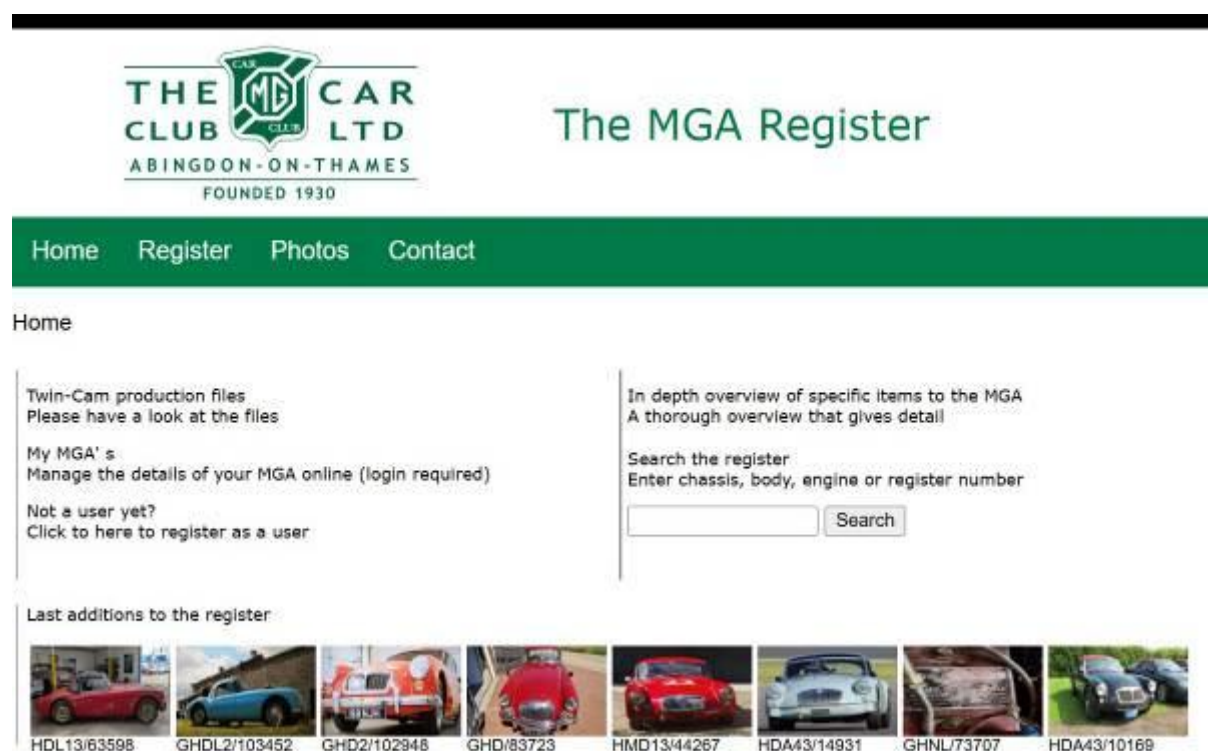 CAR
THE MG CAR
CLUB CLUB LTD
ABINGDON-ON-THAMES
FOUNDED 1930
The MGA Register
Home Register Photos Contact
Home
Twin-Cam production files
Please have a look at the files
My MGA' s
Manage the details of your MGA online (login required)
Not a user yet?
Click to here to register as a user
In depth overview of specific items to the MGA
A thorough overview that gives detail
Search the register
Enter chassis, body, engine or register number
Search
Last additions to the register
HDL13/63598 GHDL2/103452 GHD2/102948 GHD/83723 HMD13/44267 HDA43/14931 GHNL/73707 HDA43/10169